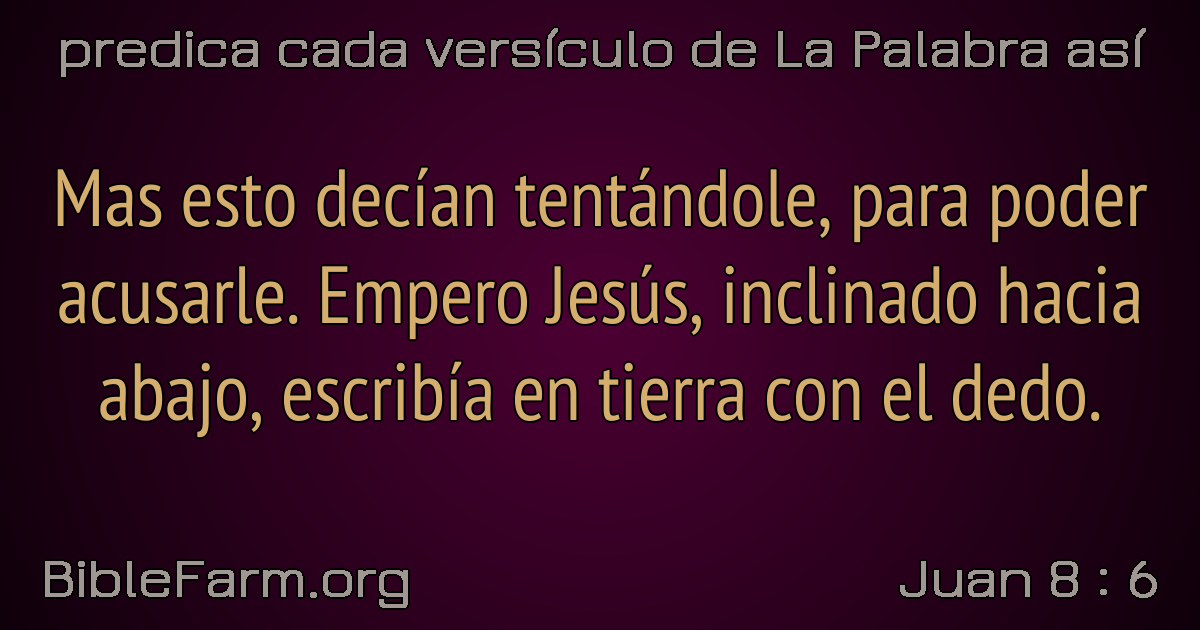 predica cada versículo de La Palabra así
Mas esto decían tentándole, para poder
acusarle. Empero Jesús, inclinado hacia
abajo, escribía en tierra con el dedo.
BibleFarm.org
Juan 8 : 6